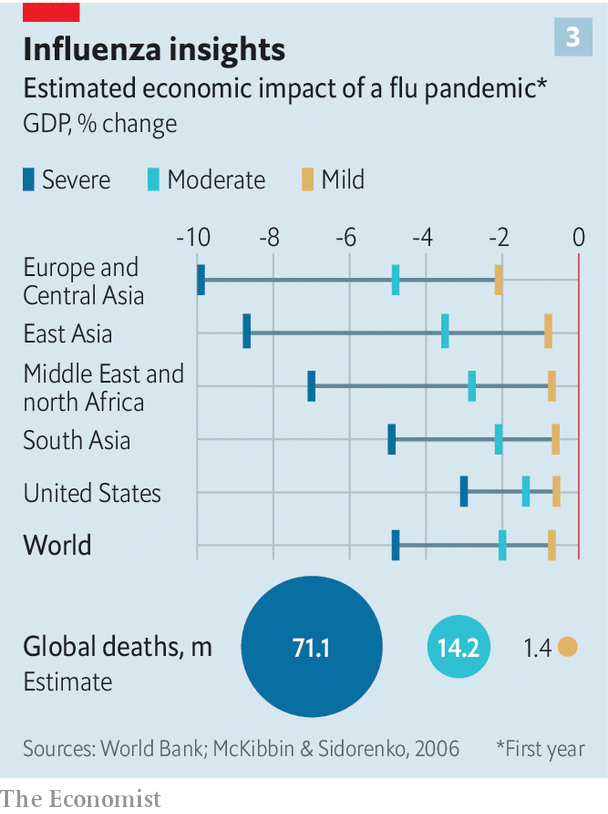 3
Influenza insights
Estimated economic impact of a flu pandemic*
GDP, % change
Severe Moderate Mild
-10 -8 -6 -4 -2 0
Europe and
Central Asia
East Asia
Middle East and
north Africa
South Asia
United States
World
Global deaths, m 71.1 14.2 1.4
Estimate
Sources: World Bank; McKibbin & Sidorenko, 2006 *First year
The Economist